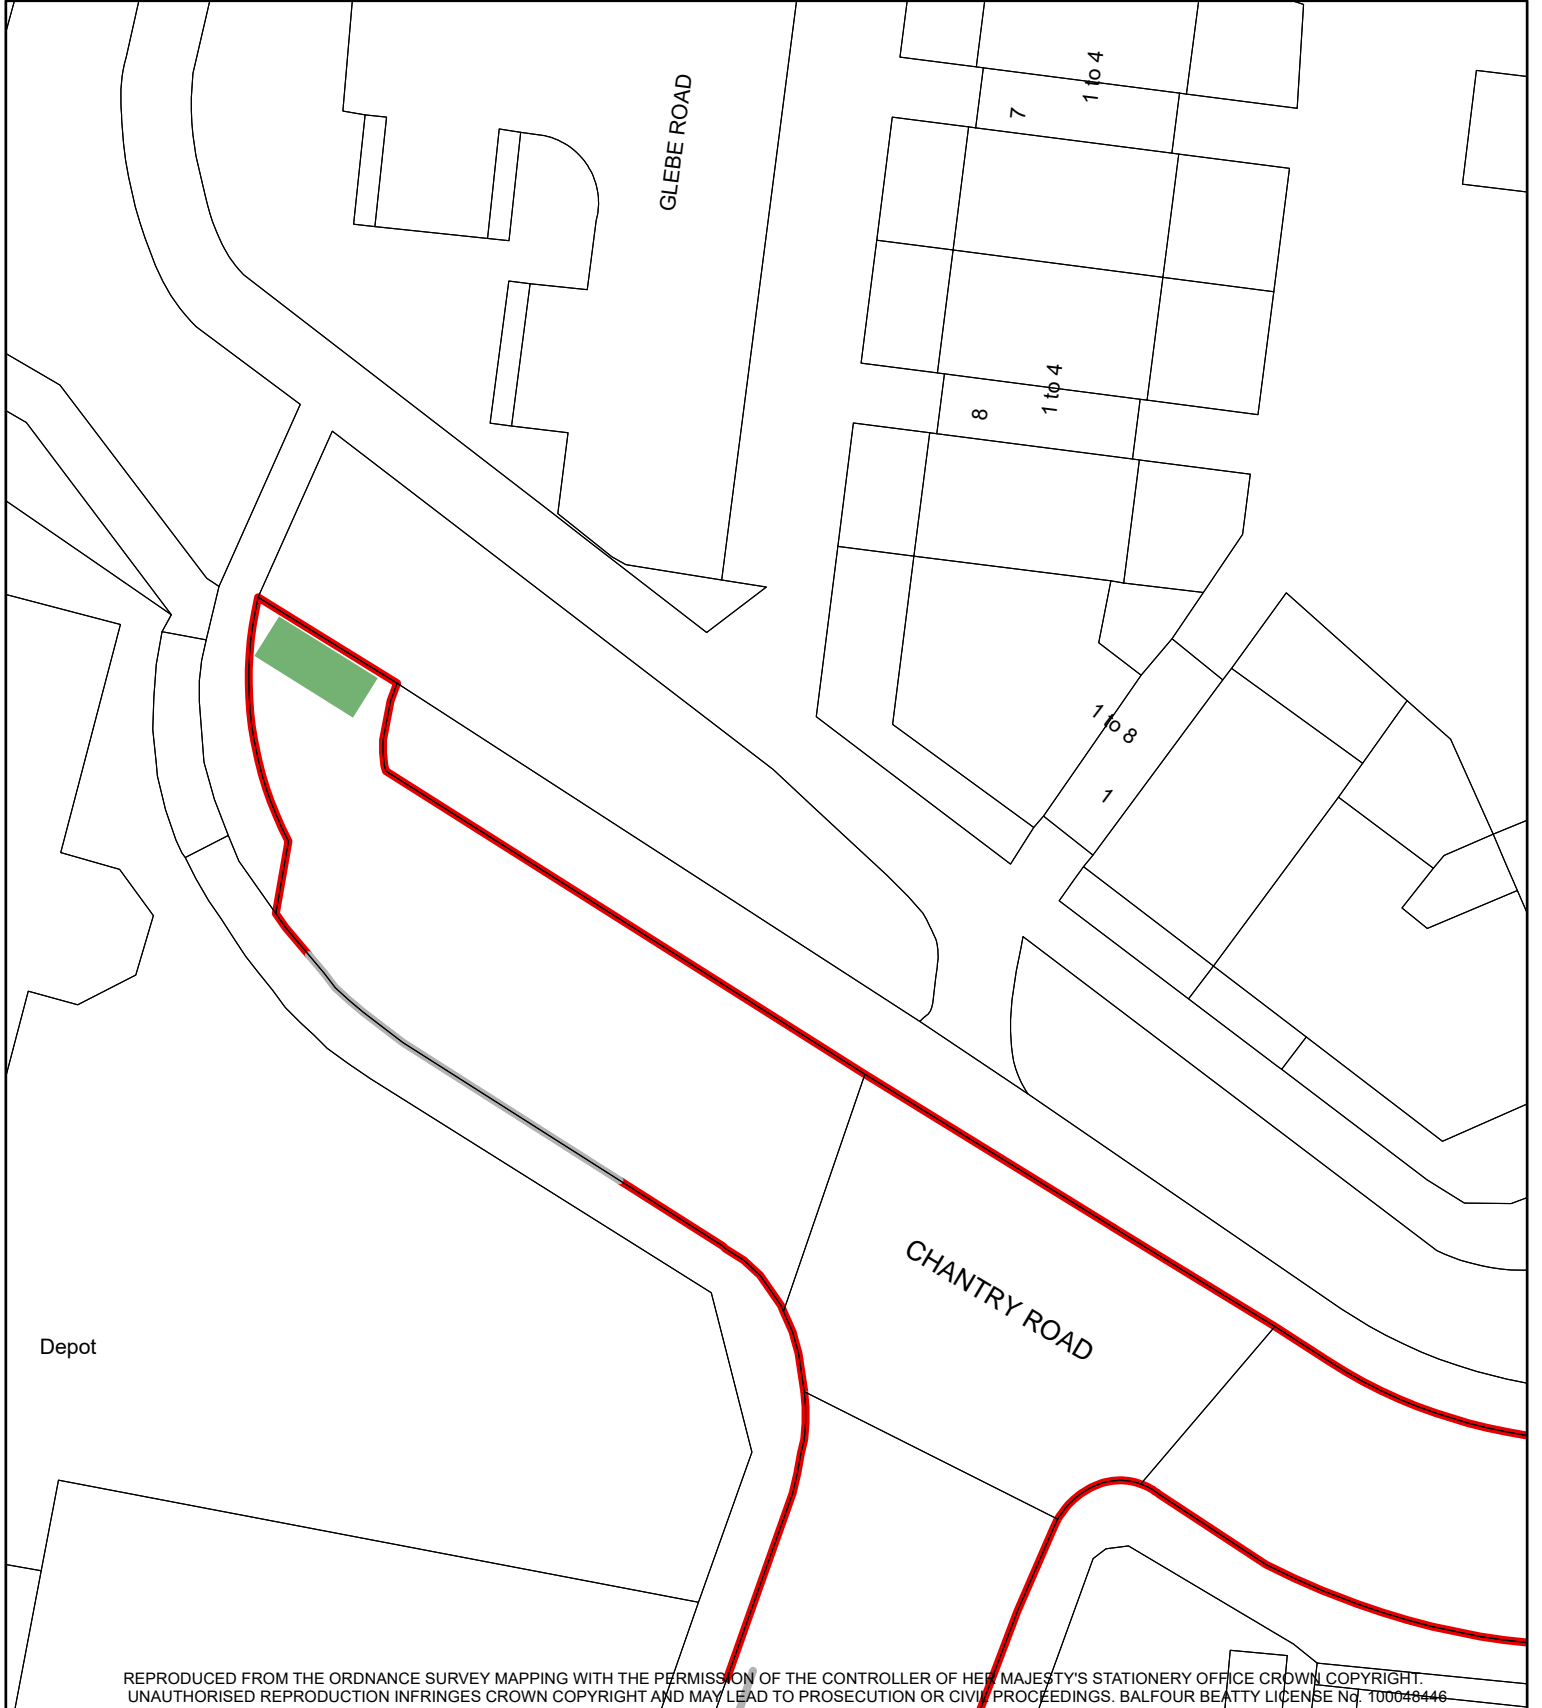 GLEBE ROAD
7
1 to 4
8
1 to 4
1 to 8
1
CHANTRY ROAD
Depot
REPRODUCED FROM THE ORDNANCE SURVEY MAPPING WITH THE PERMISSION OF THE CONTROLLER OF HER MAJESTY'S STATIONERY OFFICE CROWN COPYRIGHT.
UNAUTHORISED REPRODUCTION INFRINGES CROWN COPYRIGHT AND MAY LEAD TO PROSECUTION OR CIVIL PROCEEDINGS. BALFOUR BEATTY LICENSE No. 100048446